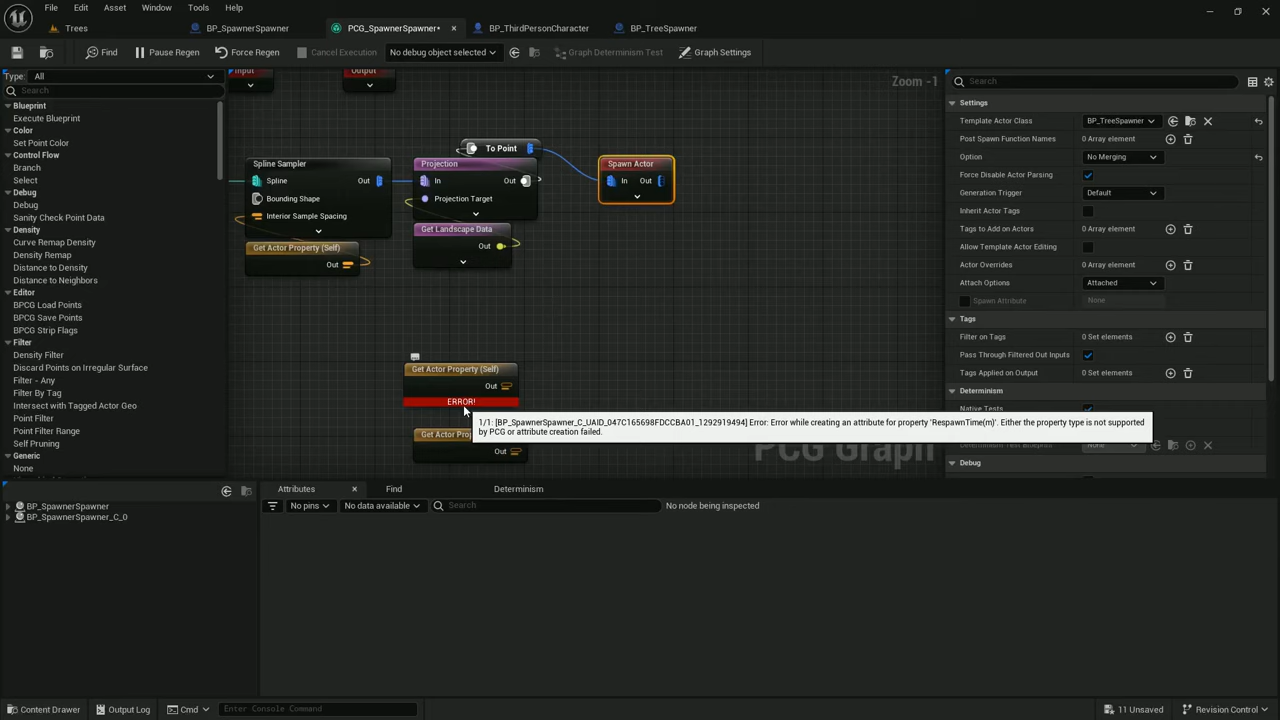 File Edit Asset Window Tools Help
Trees BP_SpawnerSpawner PCG_SpawnerSpawner* BP_ThirdPersonCharacter BP_TreeSpawner
Find Pause Regen Force Regen Cancel Execution No debug object selected Graph Determinism Test Graph Settings
Type: All
Search
Blueprint
Execute Blueprint
Color
Set Point Color
Control Flow
Branch
Select
Debug
Debug
Sanity Check Point Data
Density
Curve Remap Density
Density Remap
Distance to Density
Distance to Neighbors
Editor
BPCG Load Points
BPCG Save Points
BPCG Strip Flags
Filter
Density Filter
Discard Points on Irregular Surface
Filter - Any
Filter By Tag
Intersect with Tagged Actor Geo
Point Filter
Point Filter Range
Self Pruning
Generic
None
Input Output
Zoom -1
To Point
Spline Sampler
Spline Out
Bounding Shape
Interior Sample Spacing
Get Actor Property (Self)
Out
Projection
In Out
Projection Target
Get Landscape Data
Out
Spawn Actor
In Out
Get Actor Property (Self)
Out
ERROR!
1/1: [BP_SpawnerSpawner_C_UAID_047C165698FDCCBA01_1292919494] Error: Error while creating an attribute for property 'RespawnTime(m)'. Either the property type is not supported
by PCG or attribute creation failed.
Get Actor Prop
Out
PCG Graph
Search
Settings
Template Actor Class BP_TreeSpawner
Post Spawn Function Names 0 Array element
Option No Merging
Force Disable Actor Parsing
Generation Trigger Default
Inherit Actor Tags
Tags to Add on Actors 0 Array element
Allow Template Actor Editing
Actor Overrides 0 Array element
Attach Options Attached
Spawn Attribute None
Tags
Filter on Tags 0 Set elements
Pass Through Filtered Out Inputs
Tags Applied on Output 0 Set elements
Determinism
Native Tests
None
Debug
BP_SpawnerSpawner
BP_SpawnerSpawner_C_0
Attributes Find Determinism
No pins No data available Search No node being inspected
Content Drawer Output Log Cmd Enter Console Command 11 Unsaved Revision Control